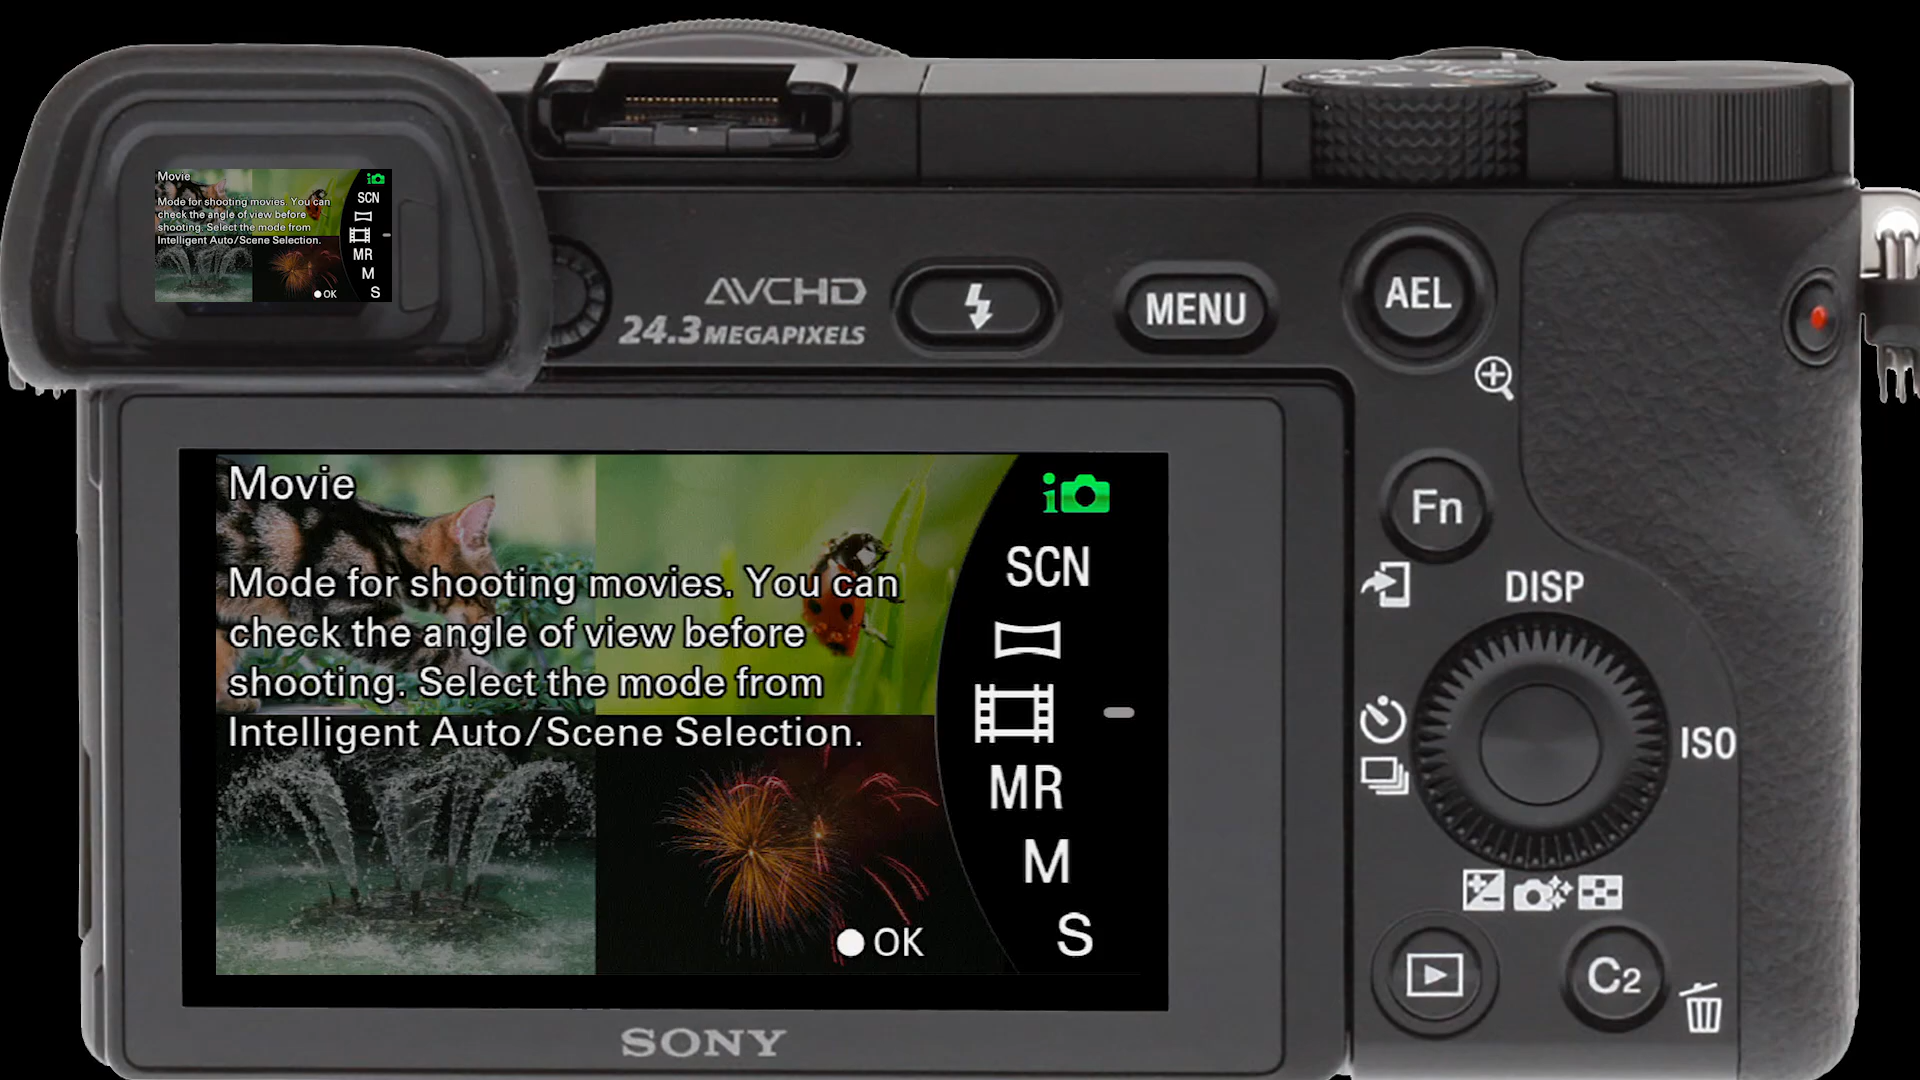 Movie
SCN
Mode for shooting movies. You can
check the angle of view before
shooting. Select the mode from
Intelligent Auto/Scene Selection.
MR
M
OK
S
AVCHD
24.3 MEGAPIXELS
MENU
AEL
Movie
i
SCN
Mode for shooting movies. You can
check the angle of view before
shooting. Select the mode from
Intelligent Auto/Scene Selection.
MR
M
OK
S
Fn
DISP
ISO
C2
SONY